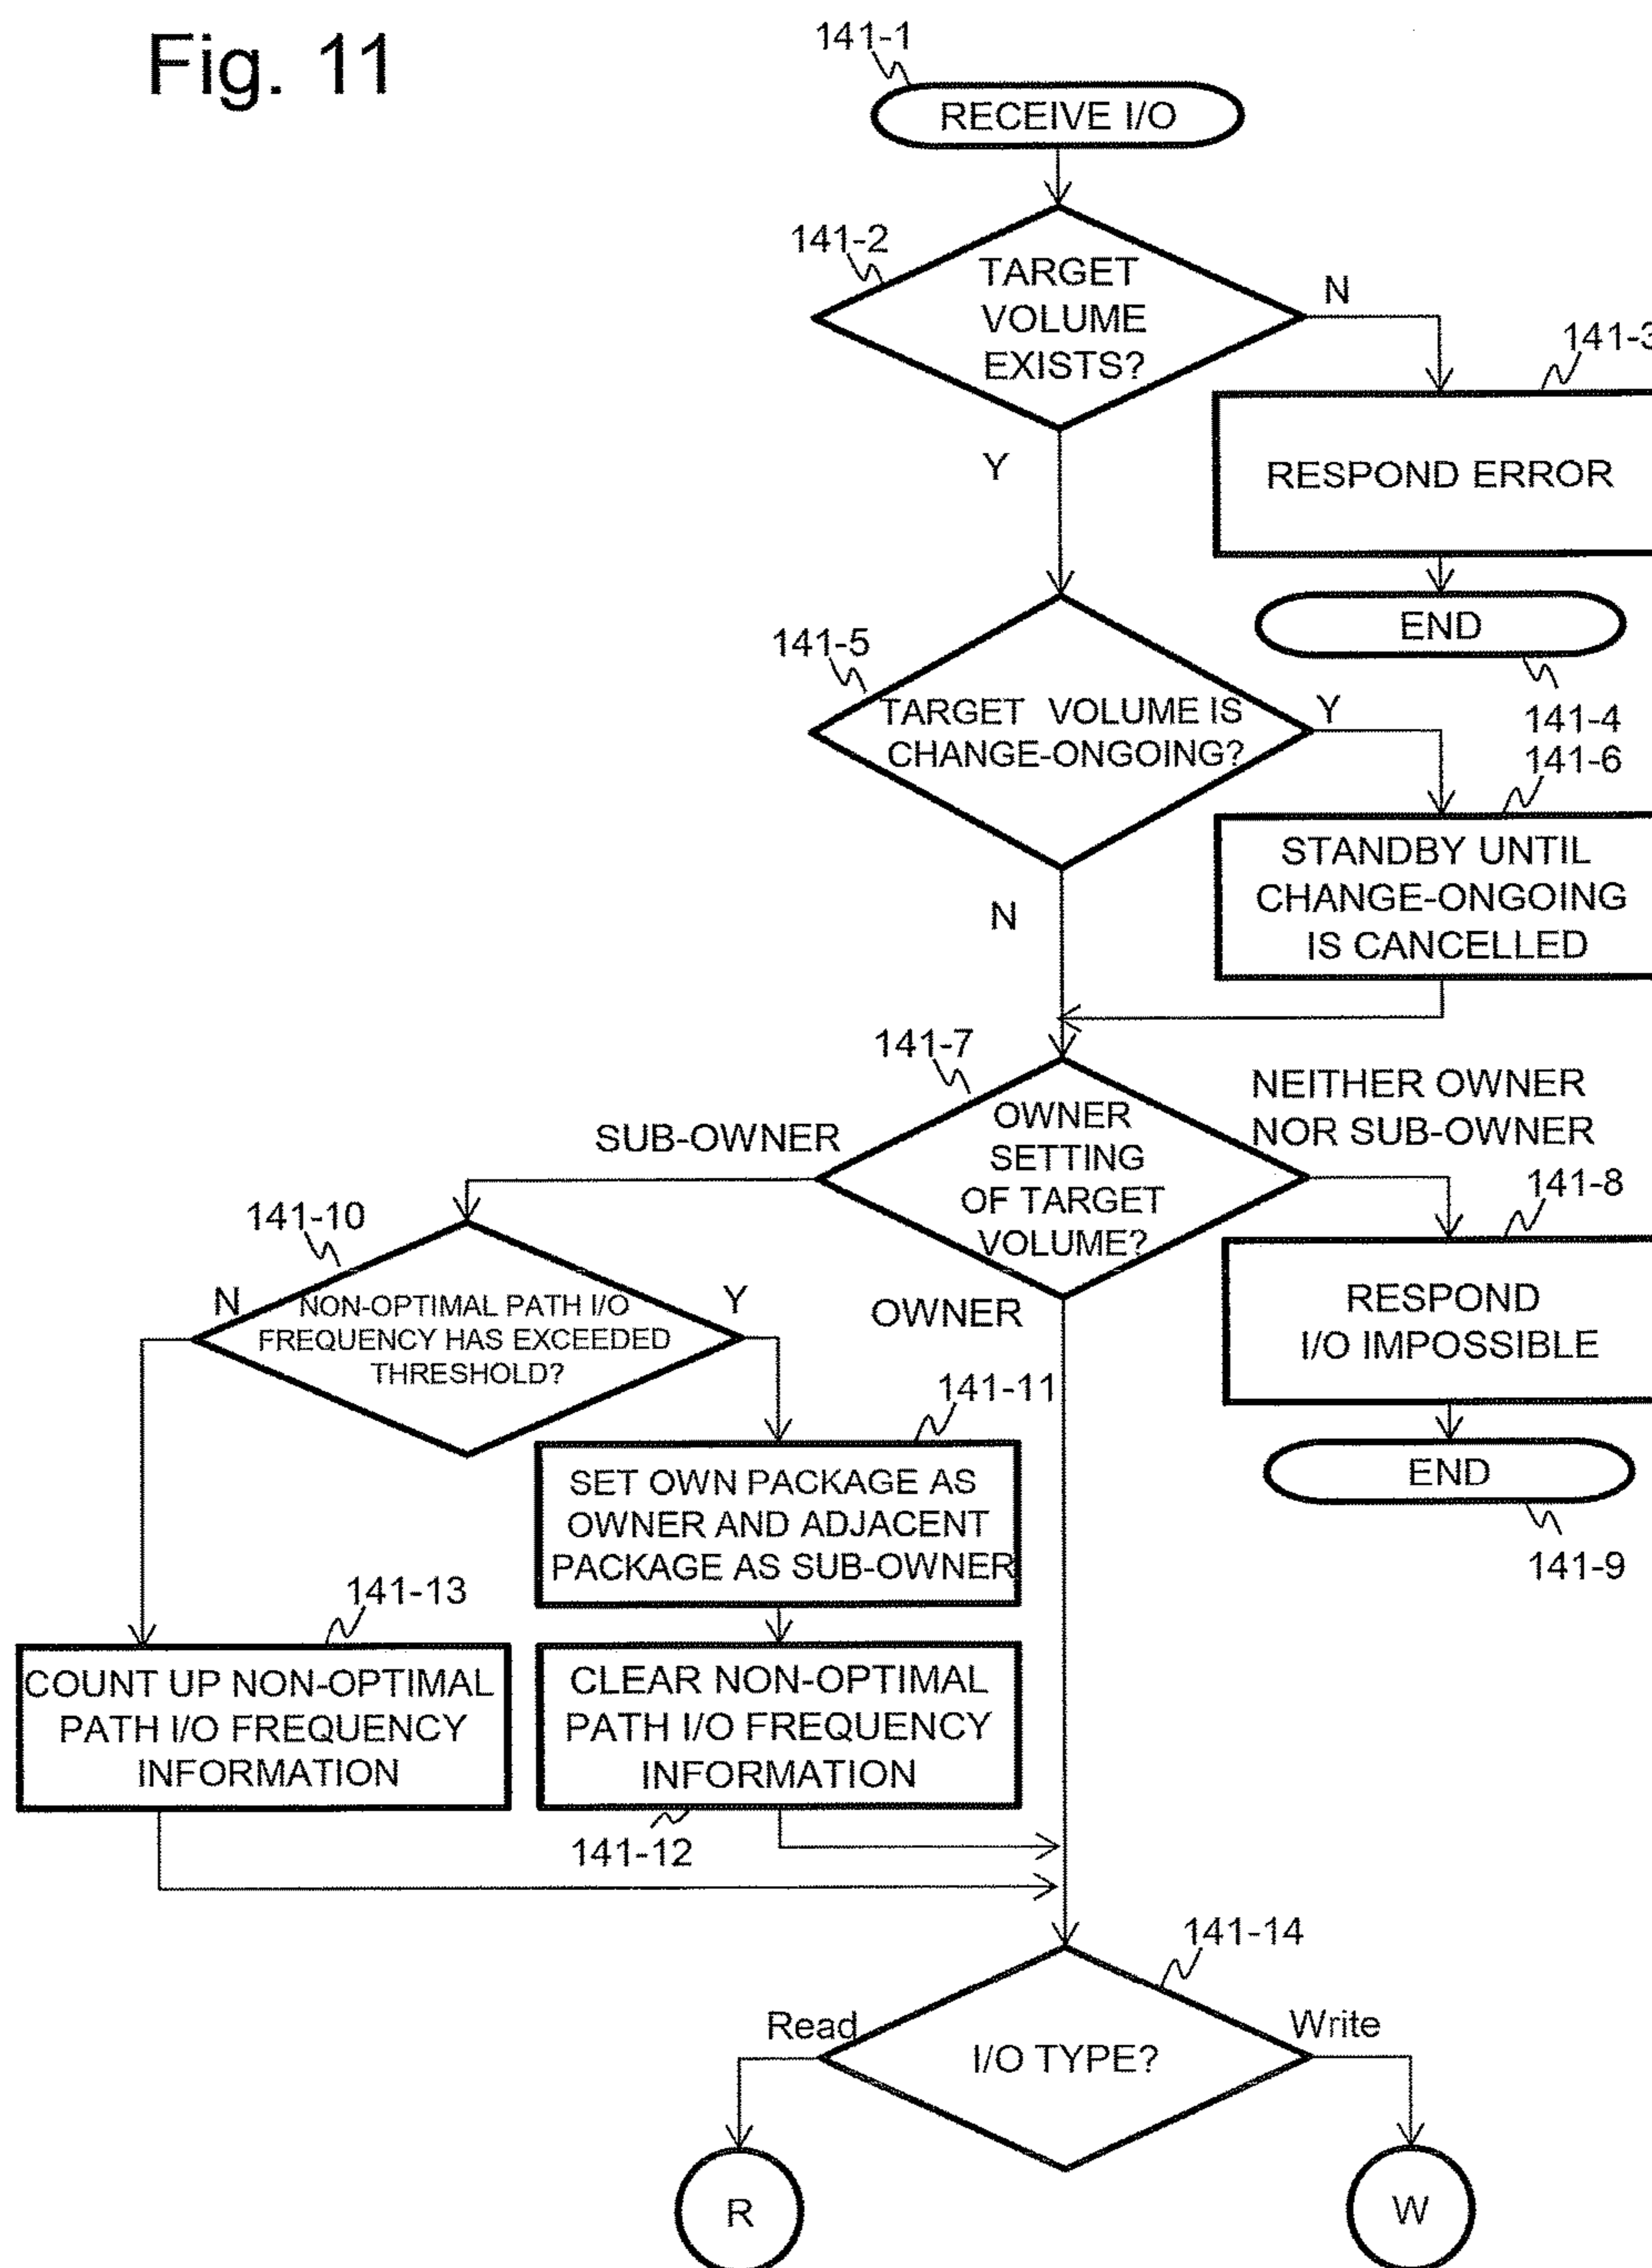 Fig. 11
141-1
RECEIVE I/O
141-2
TARGET
VOLUME
EXISTS?
N
Y
141-3
RESPOND ERROR
END
141-4
141-5
TARGET VOLUME IS
CHANGE-ONGOING?
Y
N
141-6
STANDBY UNTIL
CHANGE-ONGOING
IS CANCELLED
141-7
OWNER
SETTING
OF TARGET
VOLUME?
SUB-OWNER
NEITHER OWNER
NOR SUB-OWNER
OWNER
141-8
RESPOND
I/O IMPOSSIBLE
END
141-9
141-10
NON-OPTIMAL PATH I/O
FREQUENCY HAS EXCEEDED
THRESHOLD?
N
Y
141-11
SET OWN PACKAGE AS
OWNER AND ADJACENT
PACKAGE AS SUB-OWNER
141-13
COUNT UP NON-OPTIMAL
PATH I/O FREQUENCY
INFORMATION
CLEAR NON-OPTIMAL
PATH I/O FREQUENCY
INFORMATION
141-12
141-14
I/O TYPE?
Read
Write
R
W